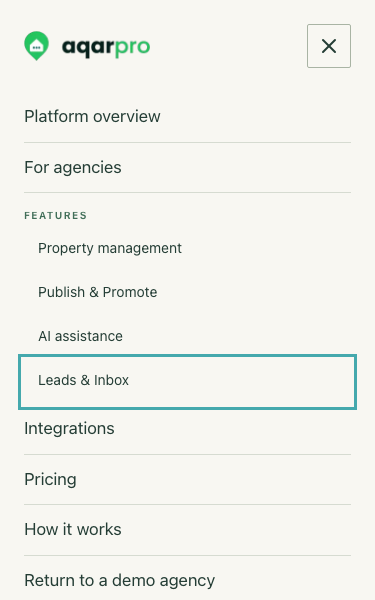 aqarpro
Platform overview
For agencies
FEATURES
Property management
Publish & Promote
AI assistance
Leads & Inbox
Integrations
Pricing
How it works
Return to a demo agency